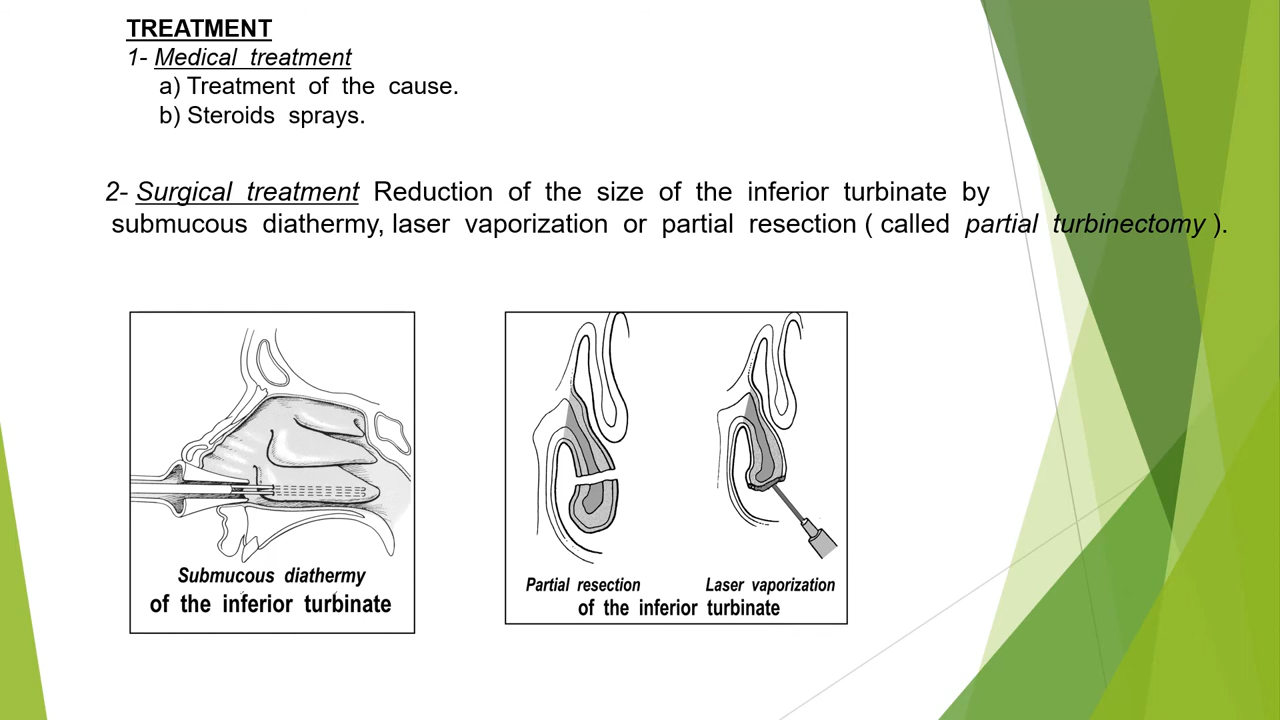 TREATMENT
1- Medical treatment
a) Treatment of the cause.
b) Steroids sprays.
2- Surgical treatment Reduction of the size of the inferior turbinate by
submucous diathermy, laser vaporization or partial resection ( called partial turbinectomy ).
Submucous diathermy
of the inferior turbinate
Partial resection Laser vaporization
of the inferior turbinate